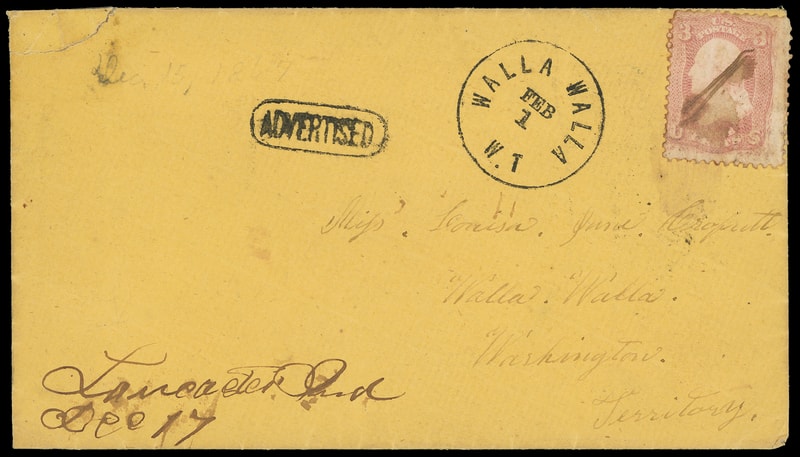 Dec. 15, 18
ADVERTISED
WALLA WALLA
FEB
1
W.T
3 3
POSTAGE
Miss. Louisa. Jane.
Walla. Walla.
Washington.
Territory.
Lancaster Ind
Dec 17